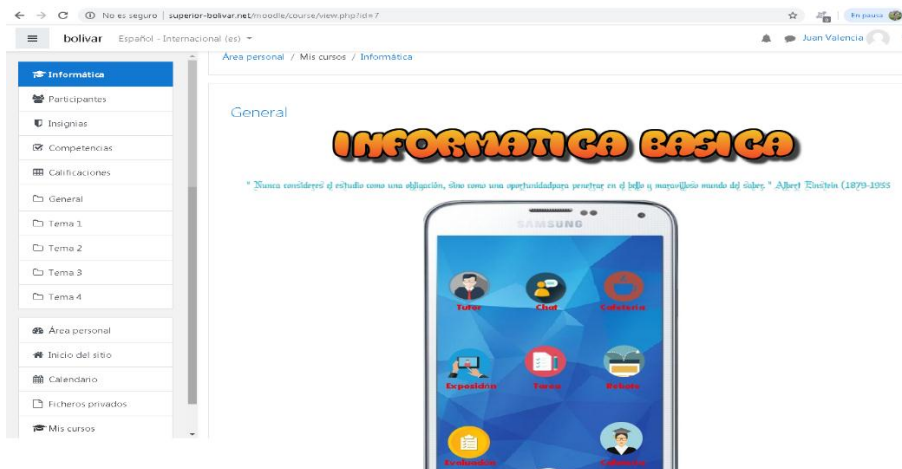 No es seguro | superior-bolivar.net/moodle/course/view.php?id=7
En pausa
bolivar Español - Internacional (es)
Juan Valencia
Área personal / Mis cursos / Informática
Informática
Participantes
Insignias
Competencias
Calificaciones
General
Tema 1
Tema 2
Tema 3
Tema 4
Área personal
Inicio del sitio
Calendario
Ficheros privados
Mis cursos
General
INFORMATICA BASICA
" Nunca consideres el estudio como una obligación, sino como una oportunidadpara penetrar en el bello y maravilloso mundo del saber. " Albert Einstein (1879-1955
SAMSUNG
Tutor Chat Cafetería
Exposición Tarea Rebote
Evaluación